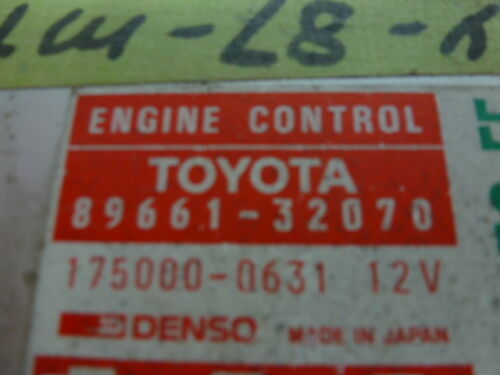 ENGINE CONTROL
TOYOTA
89661-32070
175000-0631 12V
DENSO MADE IN JAPAN